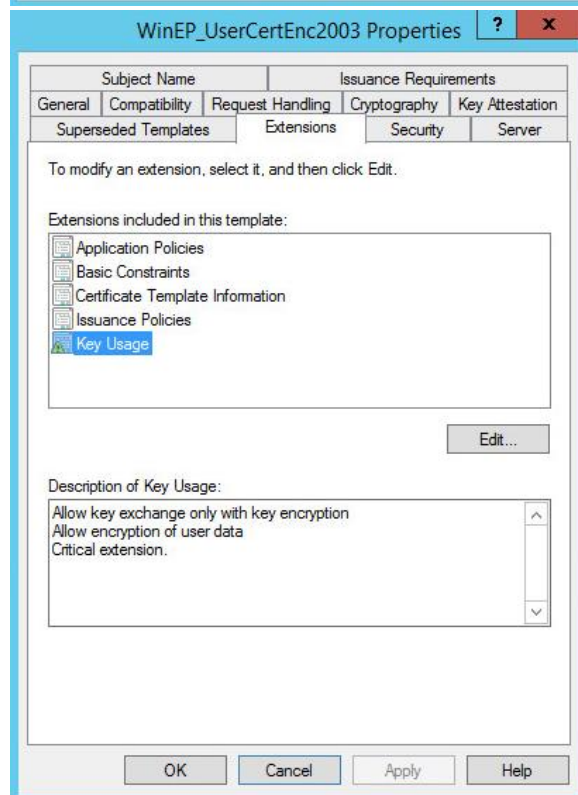 WinEP_UserCertEnc2003 Properties
?
x
Subject Name
Issuance Requirements
General
Compatibility
Request Handling
Cryptography
Key Attestation
Superseded Templates
Extensions
Security
Server
To modify an extension, select it, and then click Edit.
Extensions included in this template:
Application Policies
Basic Constraints
Certificate Template Information
Issuance Policies
Key Usage
Edit...
Description of Key Usage:
Allow key exchange only with key encryption
Allow encryption of user data
Critical extension.
OK
Cancel
Apply
Help